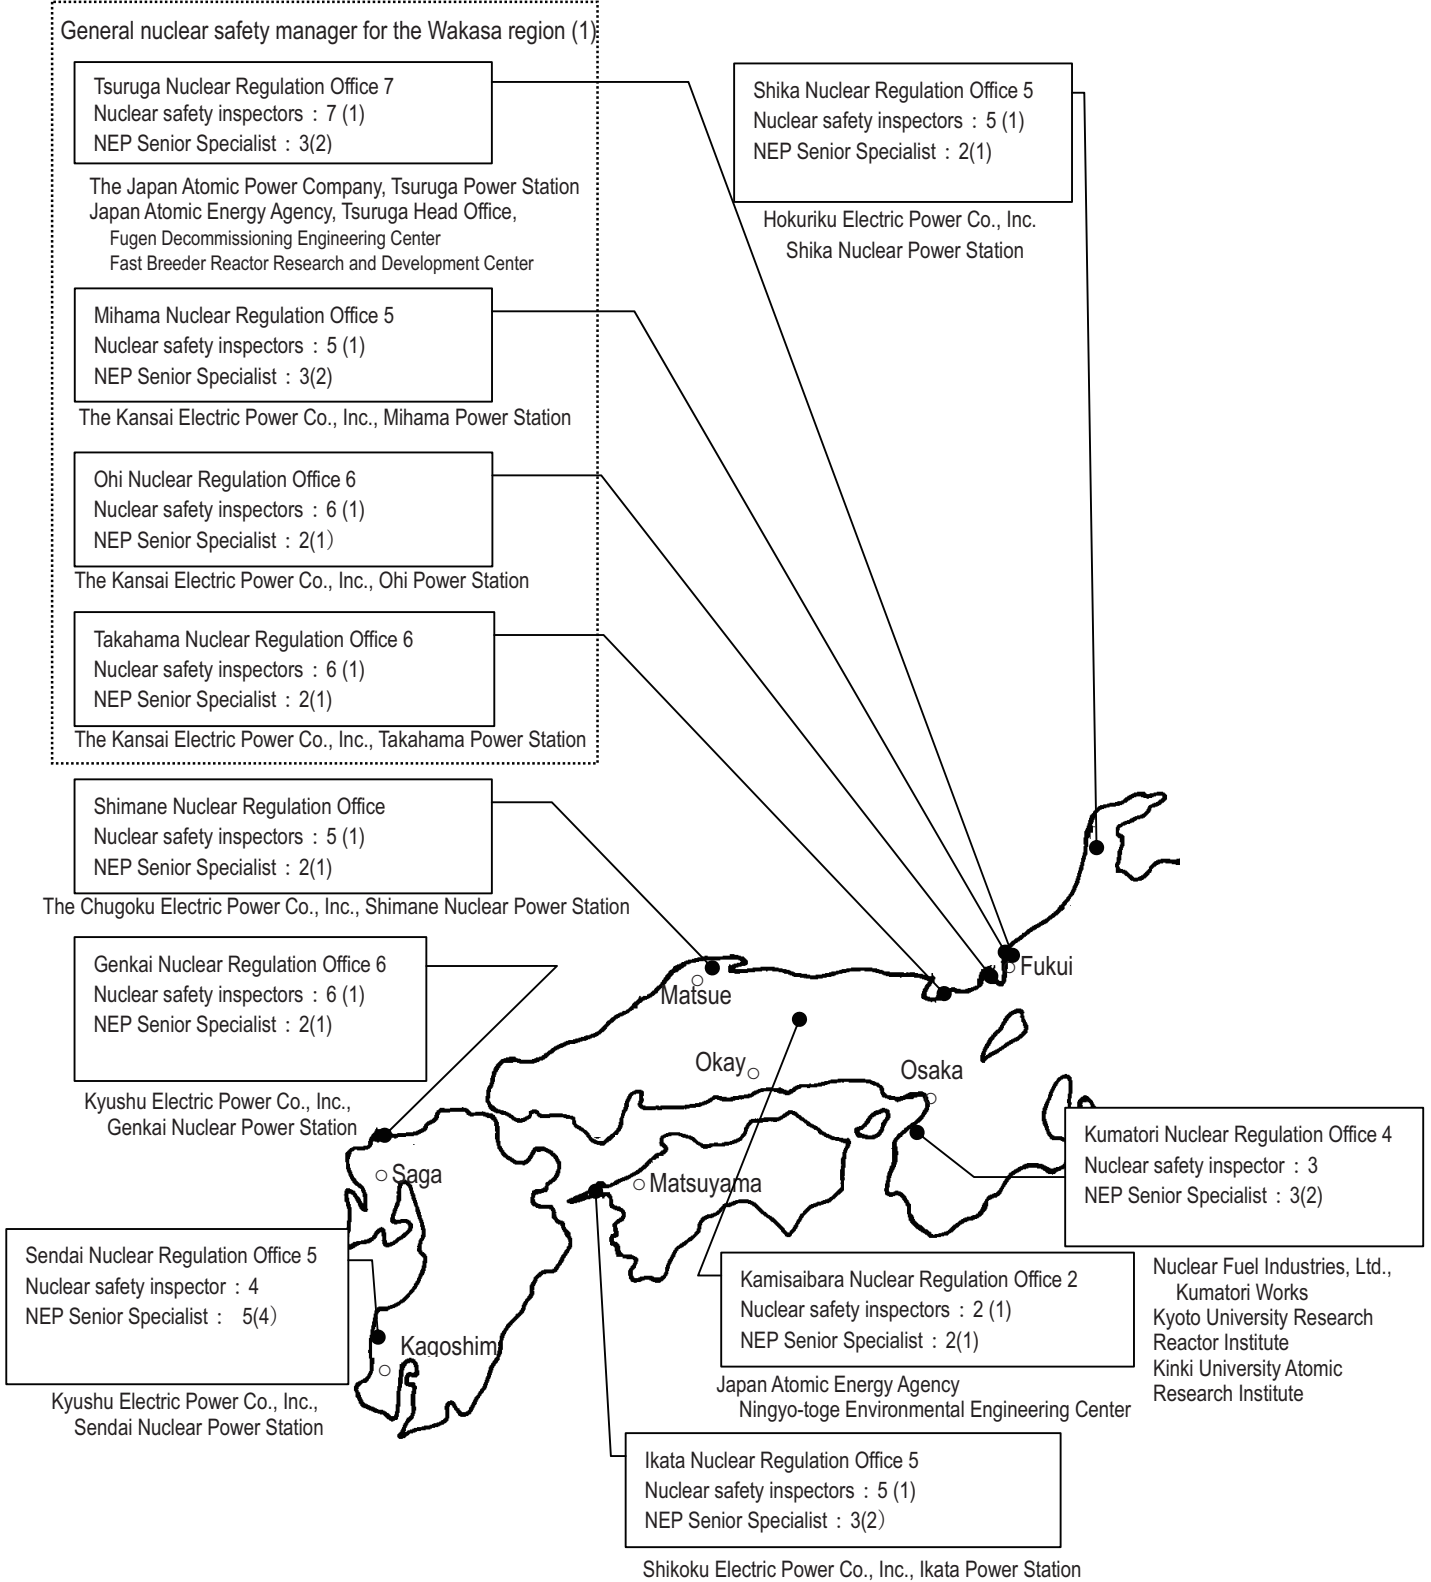 General nuclear safety manager for the Wakasa region (1)
Tsuruga Nuclear Regulation Office 7
Nuclear safety inspectors : 7 (1)
NEP Senior Specialist : 3(2)
The Japan Atomic Power Company, Tsuruga Power Station
Japan Atomic Energy Agency, Tsuruga Head Office,
Fugen Decommissioning Engineering Center
Fast Breeder Reactor Research and Development Center
Mihama Nuclear Regulation Office 5
Nuclear safety inspectors : 5 (1)
NEP Senior Specialist : 3(2)
The Kansai Electric Power Co., Inc., Mihama Power Station
Ohi Nuclear Regulation Office 6
Nuclear safety inspectors : 6 (1)
NEP Senior Specialist : 2(1)
The Kansai Electric Power Co., Inc., Ohi Power Station
Takahama Nuclear Regulation Office 6
Nuclear safety inspectors : 6 (1)
NEP Senior Specialist : 2(1)
The Kansai Electric Power Co., Inc., Takahama Power Station
Shika Nuclear Regulation Office 5
Nuclear safety inspectors : 5 (1)
NEP Senior Specialist : 2(1)
Hokuriku Electric Power Co., Inc.
Shika Nuclear Power Station
Shimane Nuclear Regulation Office
Nuclear safety inspectors : 5 (1)
NEP Senior Specialist : 2(1)
The Chugoku Electric Power Co., Inc., Shimane Nuclear Power Station
Genkai Nuclear Regulation Office 6
Nuclear safety inspectors : 6 (1)
NEP Senior Specialist : 2(1)
Kyushu Electric Power Co., Inc.,
Genkai Nuclear Power Station
Fukui
Matsue
Okay
Osaka
Saga
Matsuyama
Kagoshim
Kumatori Nuclear Regulation Office 4
Nuclear safety inspector : 3
NEP Senior Specialist : 3(2)
Nuclear Fuel Industries, Ltd.,
Kumatori Works
Kyoto University Research
Reactor Institute
Kinki University Atomic
Research Institute
Sendai Nuclear Regulation Office 5
Nuclear safety inspector : 4
NEP Senior Specialist : 5(4)
Kyushu Electric Power Co., Inc.,
Sendai Nuclear Power Station
Kamisaibara Nuclear Regulation Office 2
Nuclear safety inspectors : 2 (1)
NEP Senior Specialist : 2(1)
Japan Atomic Energy Agency
Ningyo-toge Environmental Engineering Center
Ikata Nuclear Regulation Office 5
Nuclear safety inspectors : 5 (1)
NEP Senior Specialist : 3(2)
Shikoku Electric Power Co., Inc., Ikata Power Station